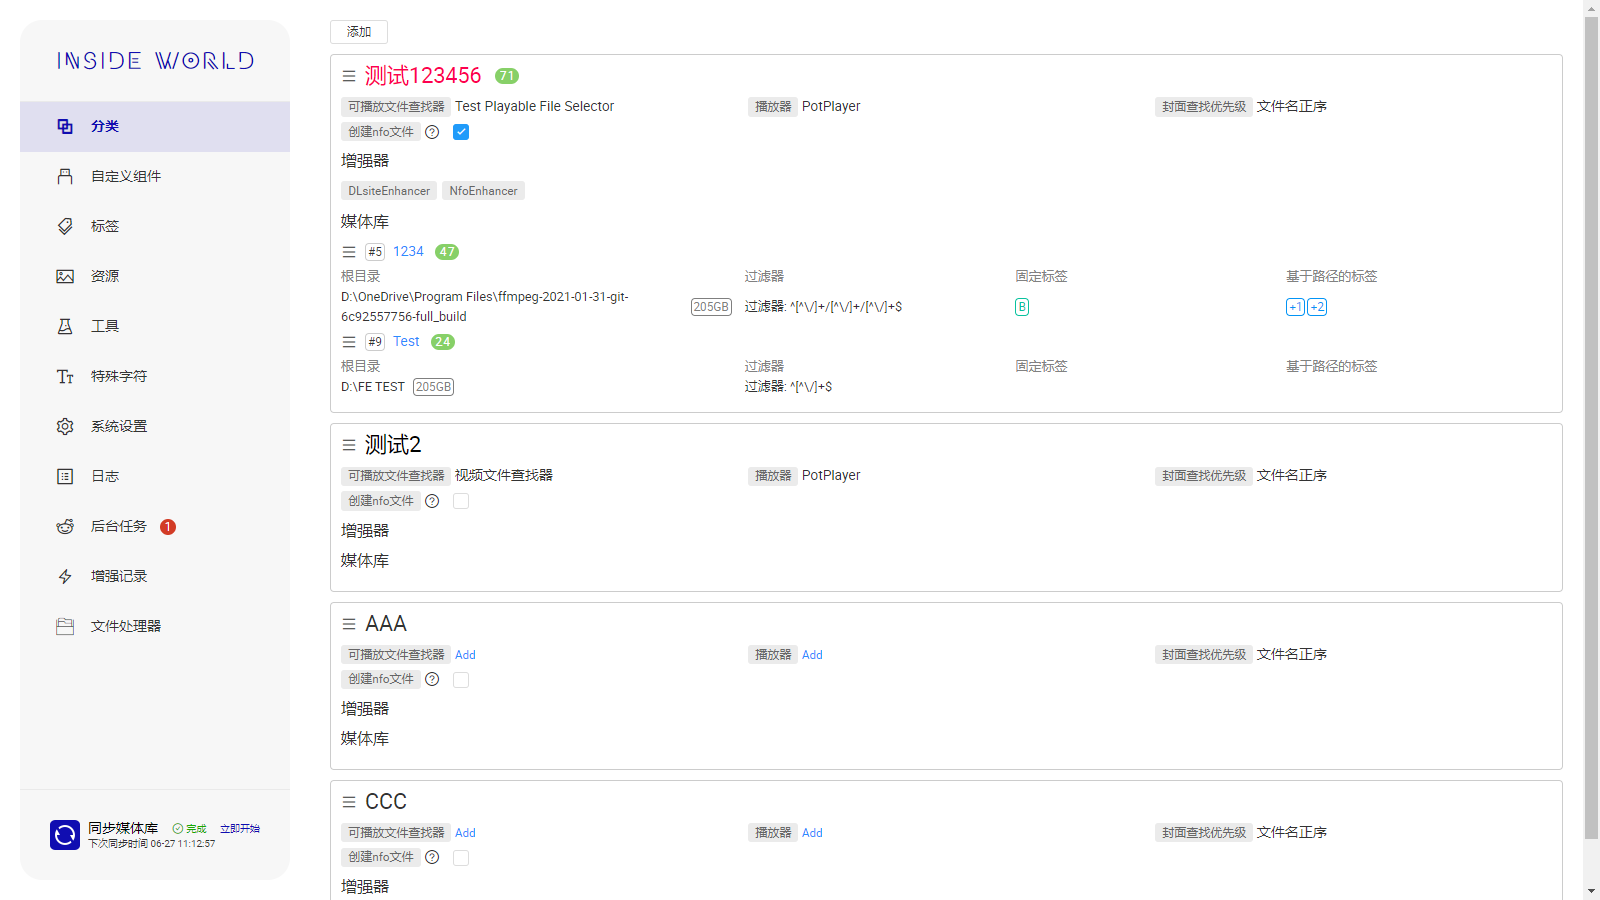 INSIDE WORLD
分类
自定义组件
标签
资源
工具
特殊字符
系统设置
日志
后台任务 1
增强记录
文件处理器
同步媒体库 完成 立即开始
下次同步时间 06-27 11:12:57
添加
测试123456 71
可播放文件查找器 Test Playable File Selector 播放器 PotPlayer 封面查找优先级 文件名正序
创建nfo文件 ?
增强器
DLsiteEnhancer NfoEnhancer
媒体库
#5 1234 47
根目录 过滤器 固定标签 基于路径的标签
D:\OneDrive\Program Files\ffmpeg-2021-01-31-git-
6c92557756-full_build 205GB 过滤器: ^[^\/]+/[^\/]+/[^\/]+$ B +1 +2
#9 Test 24
根目录 过滤器 固定标签 基于路径的标签
D:\FE TEST 205GB 过滤器: ^[^\/]+$
测试2
可播放文件查找器 视频文件查找器 播放器 PotPlayer 封面查找优先级 文件名正序
创建nfo文件 ?
增强器
媒体库
AAA
可播放文件查找器 Add 播放器 Add 封面查找优先级 文件名正序
创建nfo文件 ?
增强器
媒体库
CCC
可播放文件查找器 Add 播放器 Add 封面查找优先级 文件名正序
创建nfo文件 ?
增强器